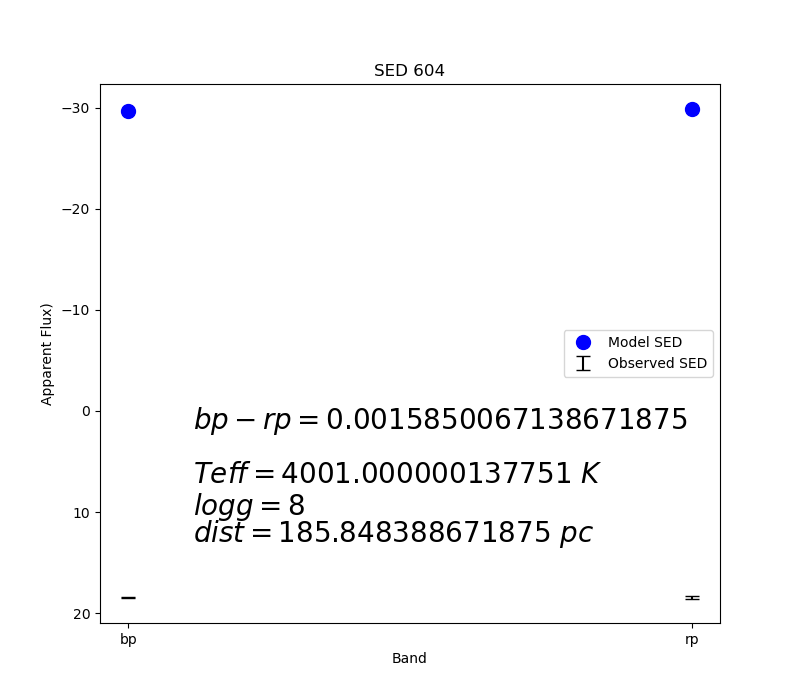 SED 604
Apparent Flux)
−30
−20
−10
0
10
20
Model SED
Observed SED
bp − rp = 0.0015850067138671875
Teff = 4001.000000137751 K
logg = 8
dist = 185.848388671875 pc
bp
rp
Band